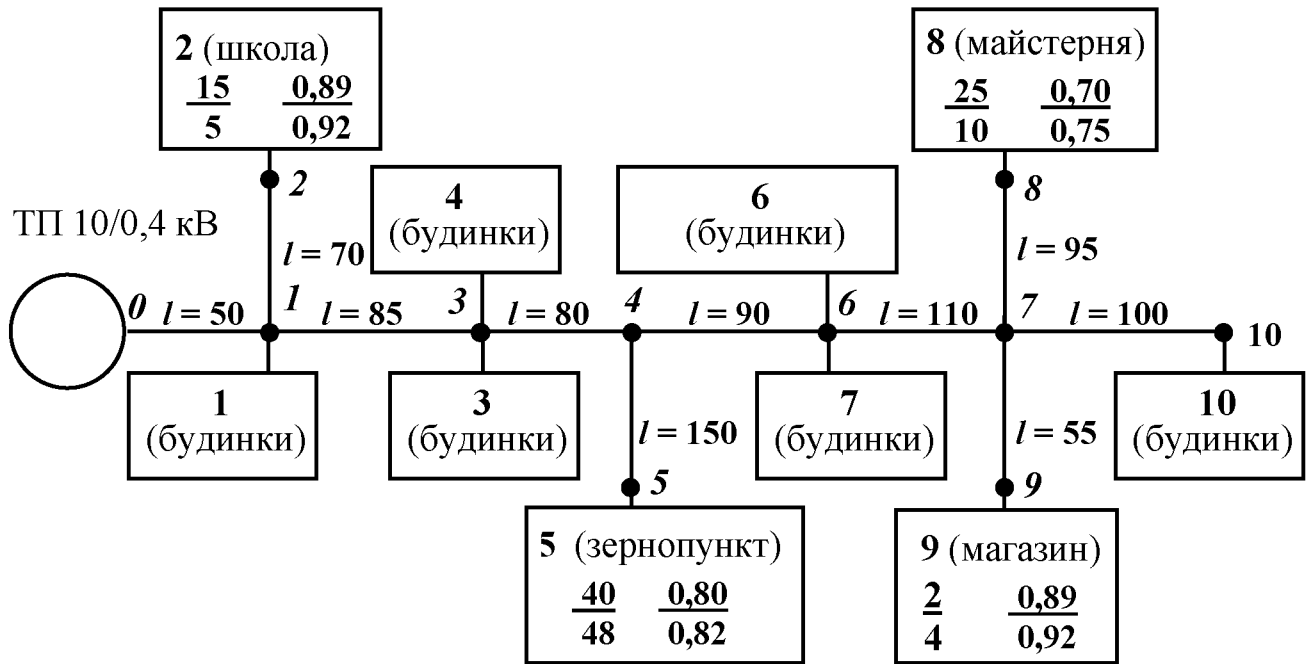 2 (школа)
15 0,89
5 0,92
8 (майстерня)
25 0,70
10 0,75
2
4
(будинки)
6
(будинки)
8
ТП 10/0,4 кВ
l = 70
l = 95
0 l = 50 1 l = 85 3 l = 80 4 l = 90 6 l = 110 7 l = 100 10
1
(будинки)
3
(будинки)
7
(будинки)
10
(будинки)
l = 150
l = 55
5
9
5 (зернопункт)
40 0,80
48 0,82
9 (магазин)
2 0,89
4 0,92